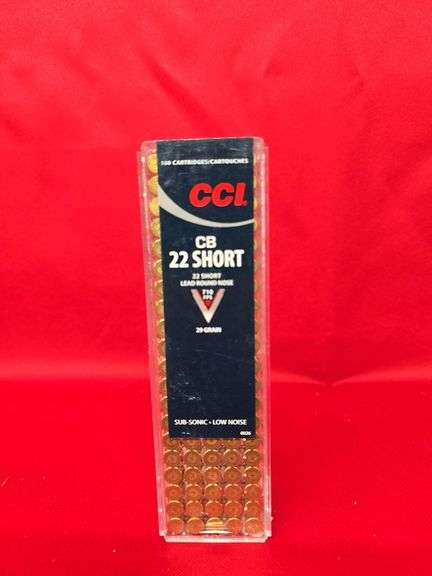 100 CARTRIDGES/CARTOUCHES
CCI
CB
22 SHORT
22 SHORT
LEAD ROUND NOSE
710
FPS
29 GRAIN
SUB-SONIC • LOW NOISE